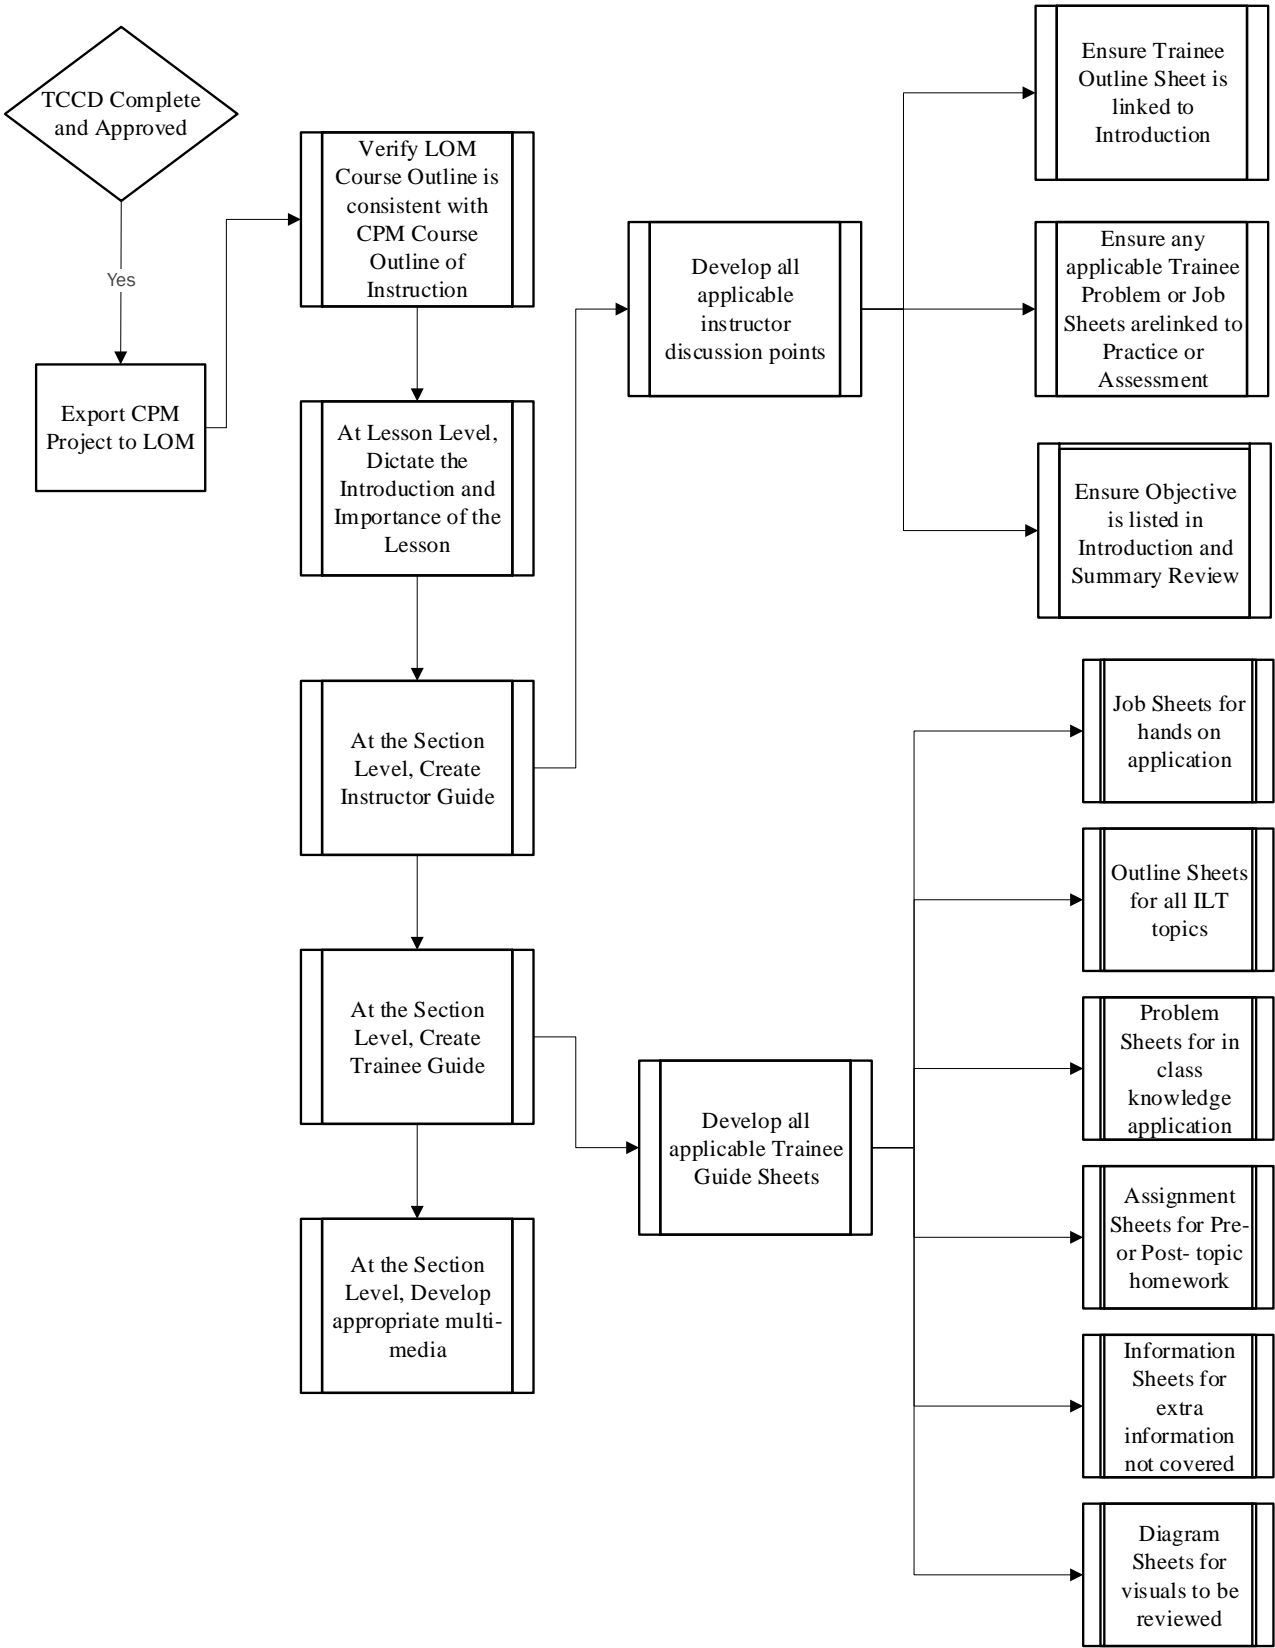 TCCD Complete
and Approved
Yes
Export CPM
Project to LOM
Verify LOM
Course Outline is
consistent with
CPM Course
Outline of
Instruction
At Lesson Level,
Dictate the
Introduction and
Importance of the
Lesson
At the Section
Level, Create
Instructor Guide
At the Section
Level, Create
Trainee Guide
At the Section
Level, Develop
appropriate multi-
media
Develop all
applicable
instructor
discussion points
Ensure Trainee
Outline Sheet is
linked to
Introduction
Ensure any
applicable Trainee
Problem or Job
Sheets arelinked to
Practice or
Assessment
Ensure Objective
is listed in
Introduction and
Summary Review
Develop all
applicable Trainee
Guide Sheets
Job Sheets for
hands on
application
Outline Sheets
for all ILT
topics
Problem
Sheets for in
class
knowledge
application
Assignment
Sheets for Pre-
or Post- topic
homework
Information
Sheets for
extra
information
not covered
Diagram
Sheets for
visuals to be
reviewed